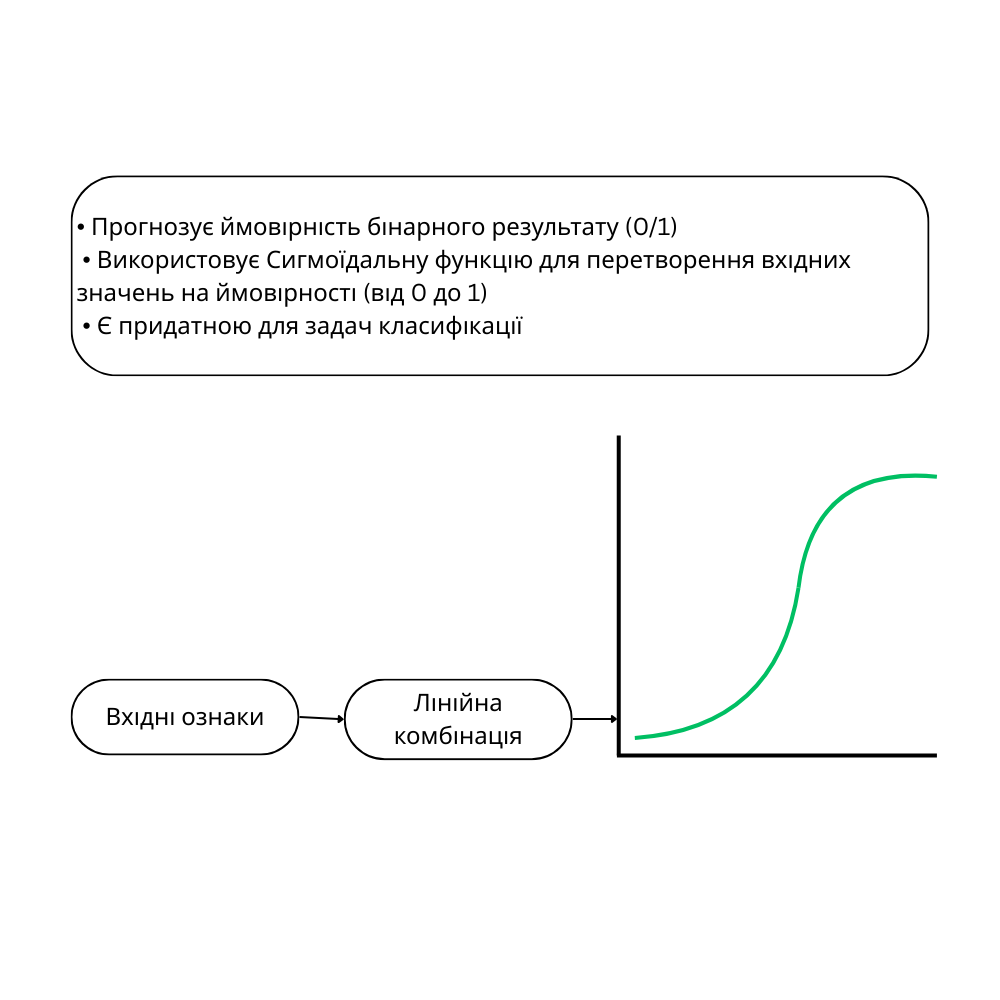 • Прогнозує ймовірність бінарного результату (0/1)
• Використовує Сигмоїдальну функцію для перетворення вхідних
значень на ймовірності (від 0 до 1)
• Є придатною для задач класифікації
Вхідні ознаки
Лінійна
комбінація